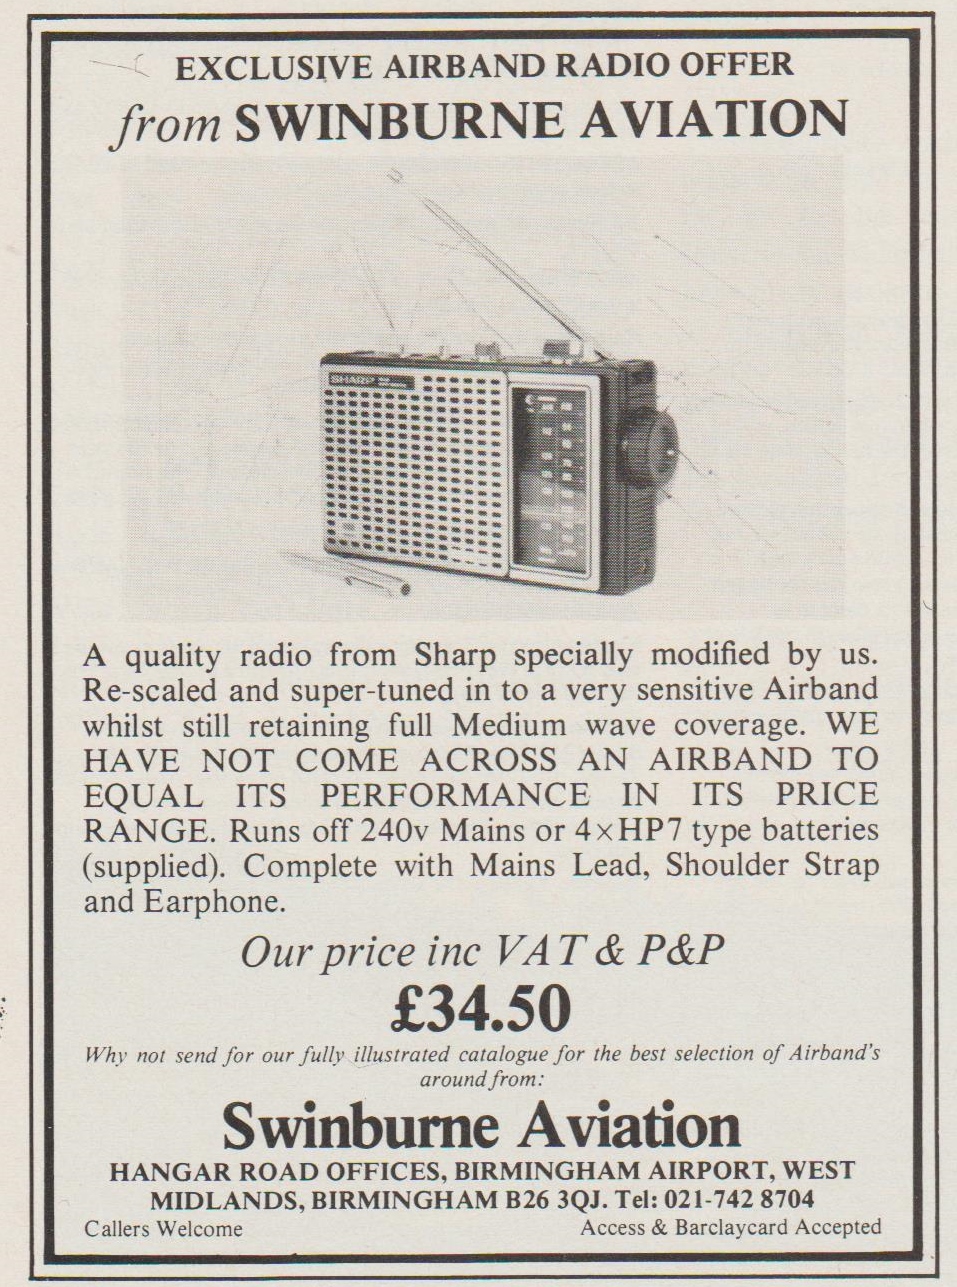 EXCLUSIVE AIRBAND RADIO OFFER
from SWINBURNE AVIATION
SHARP
A quality radio from Sharp specially modified by us.
Re-scaled and super-tuned in to a very sensitive Airband
whilst still retaining full Medium wave coverage. WE
HAVE NOT COME ACROSS AN AIRBAND TO
EQUAL ITS PERFORMANCE IN ITS PRICE
RANGE. Runs off 240v Mains or 4×HP7 type batteries
(supplied). Complete with Mains Lead, Shoulder Strap
and Earphone.
Our price inc VAT & P&P
£34.50
Why not send for our fully illustrated catalogue for the best selection of Airband's
around from:
Swinburne Aviation
HANGAR ROAD OFFICES, BIRMINGHAM AIRPORT, WEST
MIDLANDS, BIRMINGHAM B26 3QJ. Tel: 021-742 8704
Callers Welcome
Access & Barclaycard Accepted